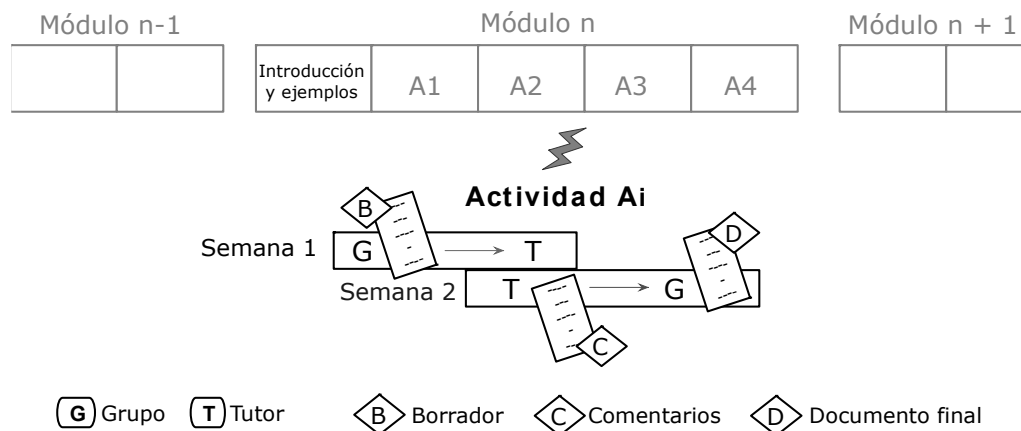 Módulo n-1
Módulo n
Módulo n + 1
Introducción
y ejemplos
A1
A2
A3
A4
Actividad Ai
B
D
Semana 1
G
T
Semana 2
T
G
C
G Grupo
T Tutor
B Borrador
C Comentarios
D Documento final